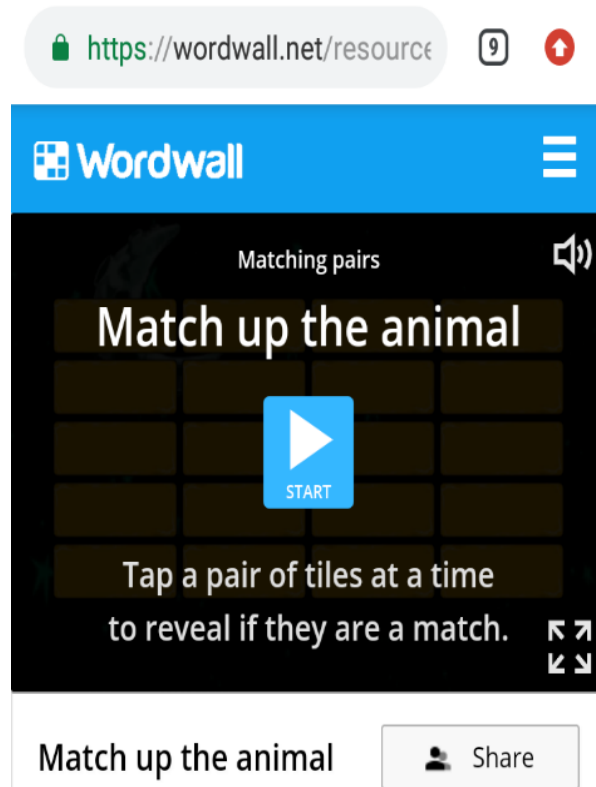 https://wordwall.net/resource 9
Wordwall
Matching pairs
Match up the animal
START
Tap a pair of tiles at a time
to reveal if they are a match.
Match up the animal Share